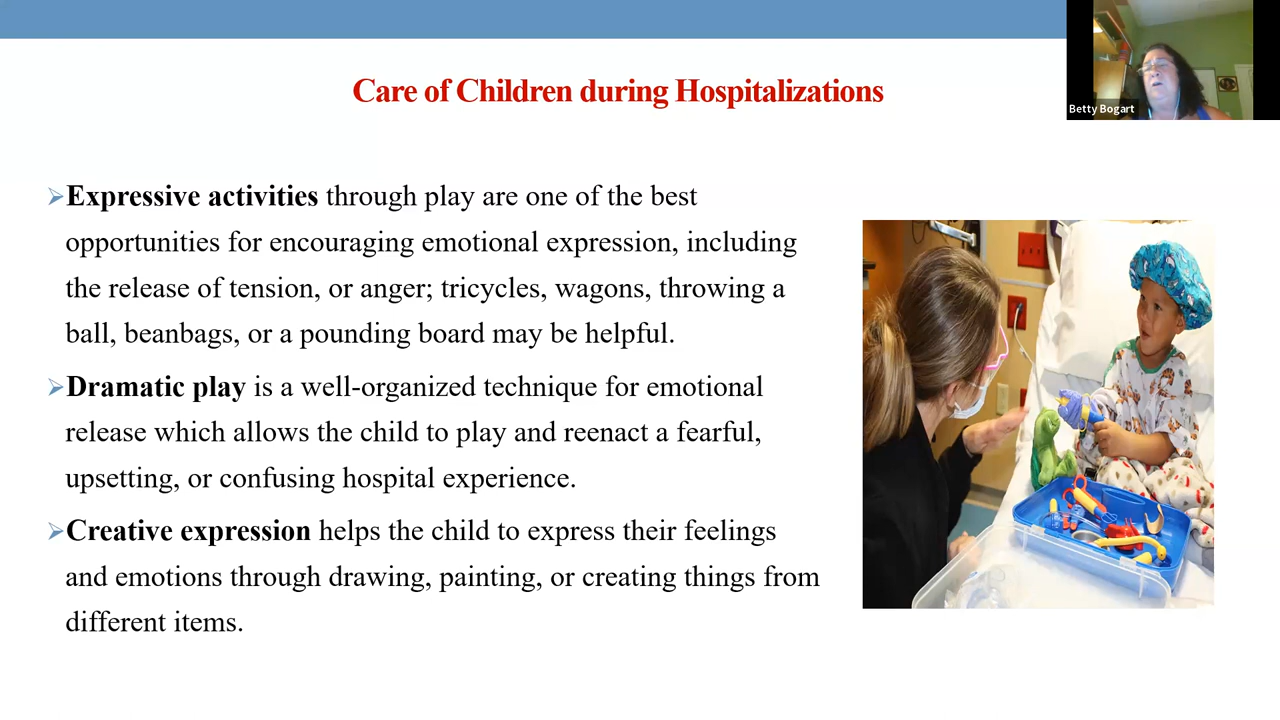 Care of Children during Hospitalizations
Betty Bogart
Expressive activities through play are one of the best
opportunities for encouraging emotional expression, including
the release of tension, or anger; tricycles, wagons, throwing a
ball, beanbags, or a pounding board may be helpful.
Dramatic play is a well-organized technique for emotional
release which allows the child to play and reenact a fearful,
upsetting, or confusing hospital experience.
Creative expression helps the child to express their feelings
and emotions through drawing, painting, or creating things from
different items.